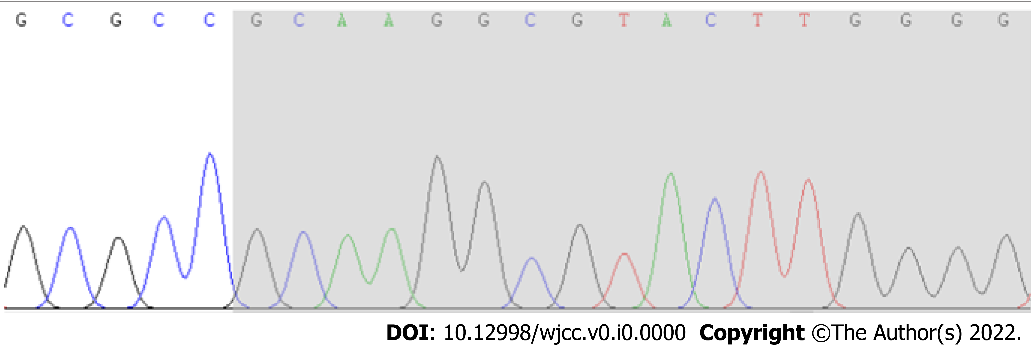 G C G C C G C A A G G C G T A C T T G G G G
DOI: 10.12998/wjcc.v0.i0.0000 Copyright ©The Author(s) 2022.